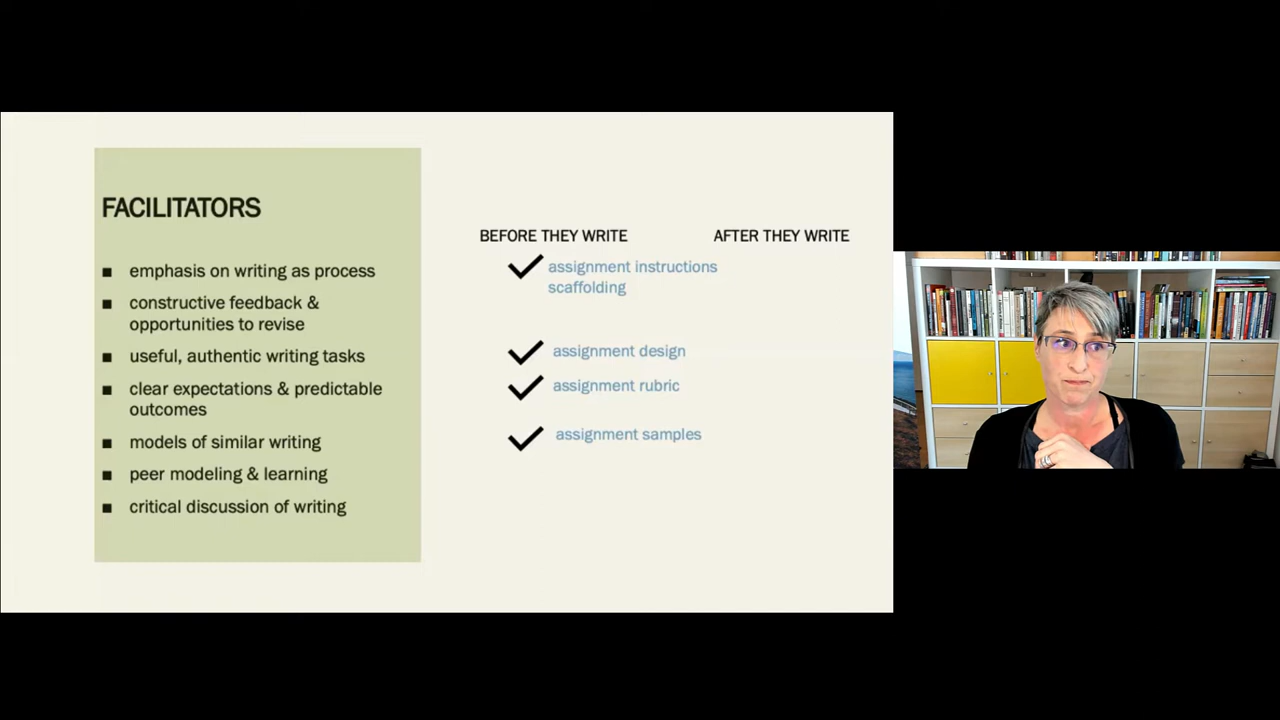 FACILITATORS
■ emphasis on writing as process
■ constructive feedback &
opportunities to revise
■ useful, authentic writing tasks
■ clear expectations & predictable
outcomes
■ models of similar writing
■ peer modeling & learning
■ critical discussion of writing
BEFORE THEY WRITE
AFTER THEY WRITE
✓ assignment instructions
scaffolding
✓ assignment design
✓ assignment rubric
✓ assignment samples